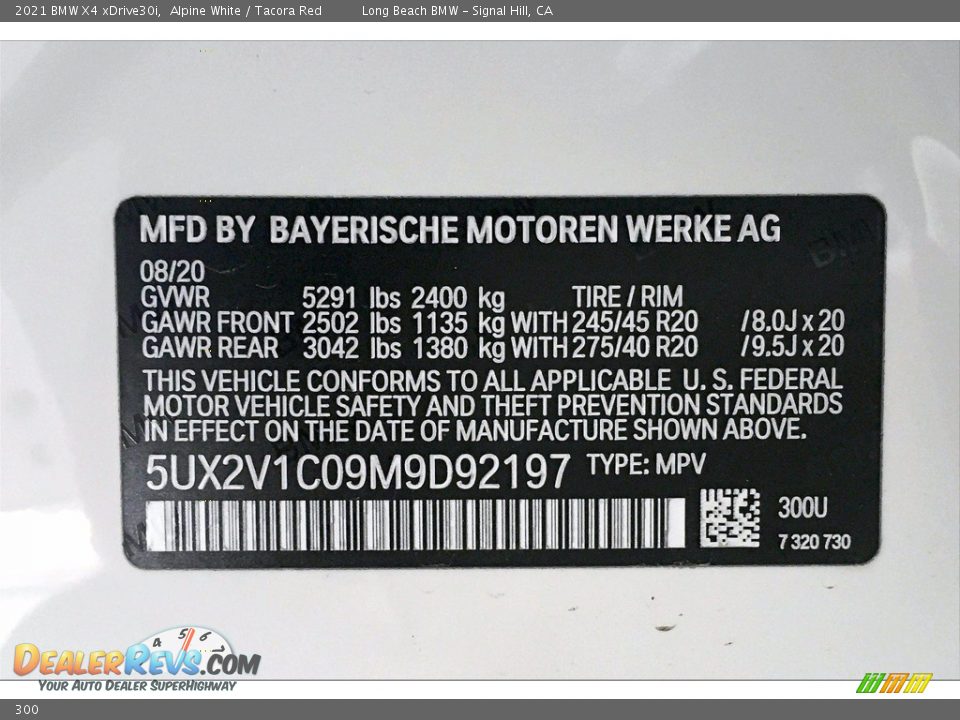 2021 BMW X4 xDrive30i, Alpine White / Tacora Red Long Beach BMW - Signal Hill, CA
MFD BY BAYERISCHE MOTOREN WERKE AG
08/20
GVWR 5291 lbs 2400 kg TIRE / RIM
GAWR FRONT 2502 lbs 1135 kg WITH 245/45 R20 /8.0J x 20
GAWR REAR 3042 lbs 1380 kg WITH 275/40 R20 /9.5J x 20
THIS VEHICLE CONFORMS TO ALL APPLICABLE U. S. FEDERAL
MOTOR VEHICLE SAFETY AND THEFT PREVENTION STANDARDS
IN EFFECT ON THE DATE OF MANUFACTURE SHOWN ABOVE.
5UX2V1C09M9D92197 TYPE: MPV
300U
7 320 730
4 5 6 7
DEALERREVS.COM
YOUR AUTO DEALER SUPERHIGHWAY
300